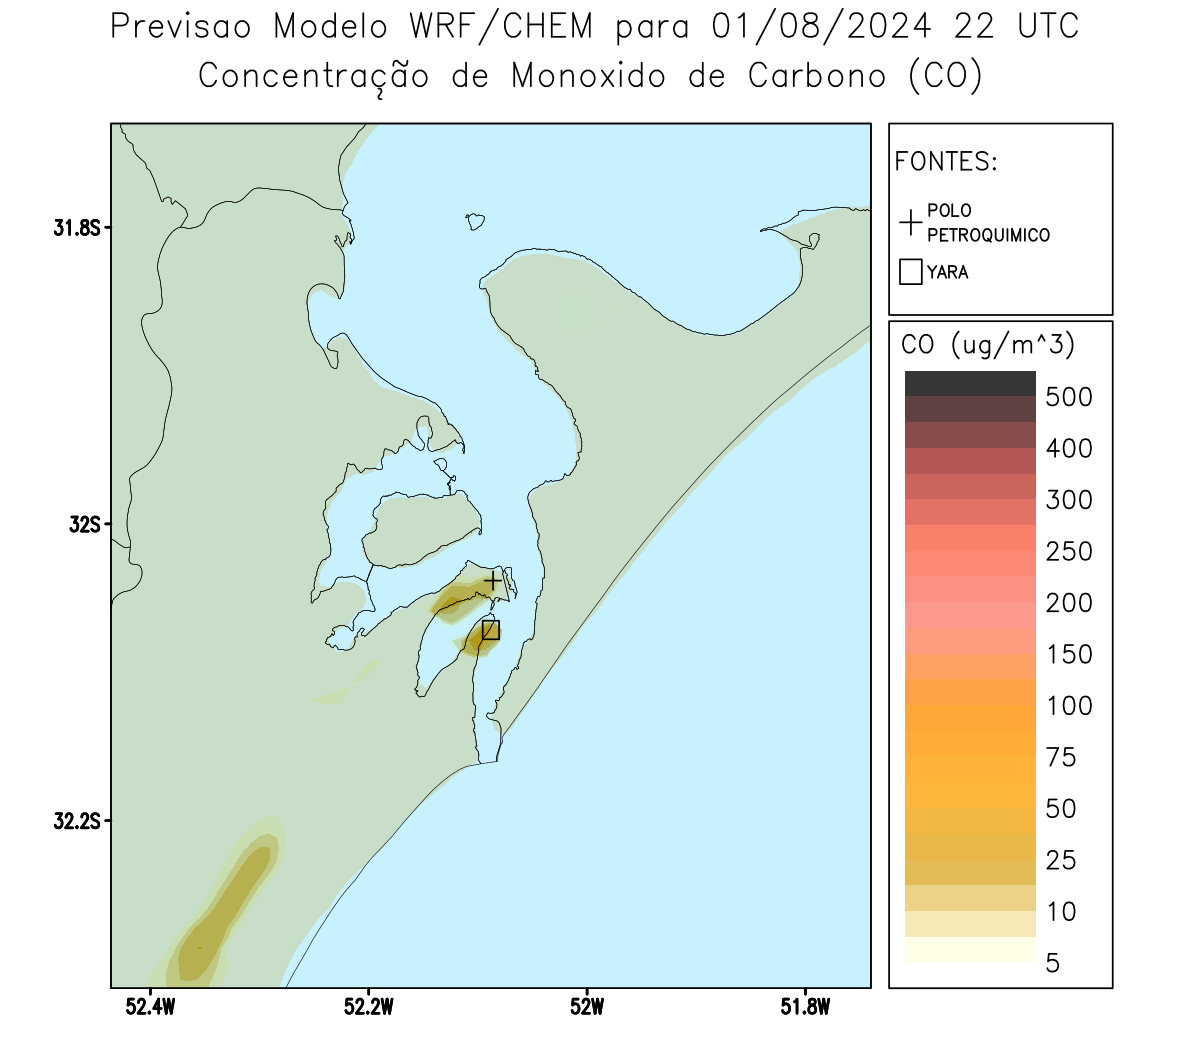 Previsao Modelo WRF/CHEM para 01/08/2024 22 UTC
Concentração de Monoxido de Carbono (CO)
FONTES:
POLO
PETROQUIMICO
YARA
CO (ug/m^3)
500
400
300
250
200
150
100
75
50
25
10
5
31.8S
32S
32.2S
52.4W
52.2W
52W
51.8W